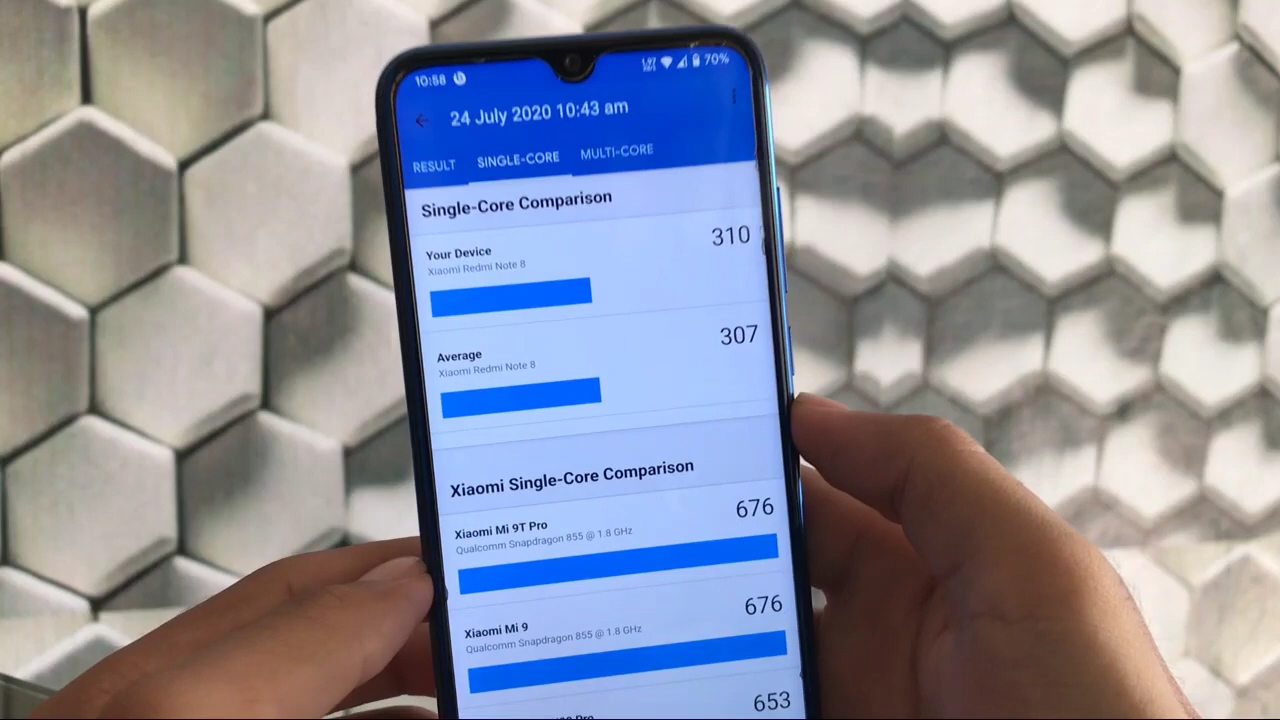 10:58 70%
24 July 2020 10:43 am
RESULT SINGLE-CORE MULTI-CORE
Single-Core Comparison
Your Device 310
Xiaomi Redmi Note 8
Average 307
Xiaomi Redmi Note 8
Xiaomi Single-Core Comparison
Xiaomi Mi 9T Pro 676
Qualcomm Snapdragon 855 @ 1.8 GHz
Xiaomi Mi 9 676
Qualcomm Snapdragon 855 @ 1.8 GHz
653